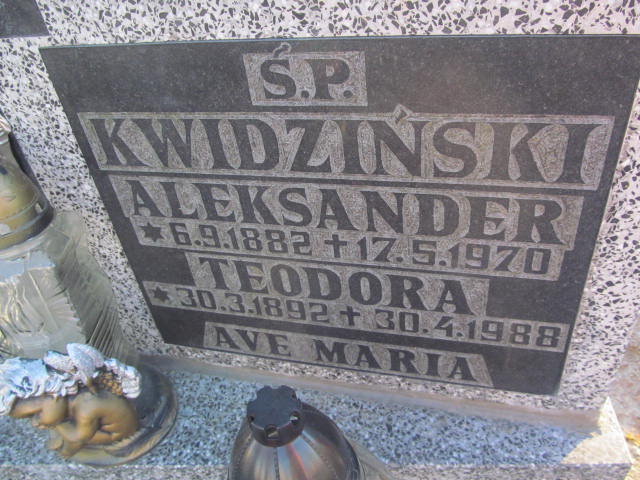 Ś.P.
KWIDZIŃSKI
ALEKSANDER
* 6.9.1882 + 17.5.1970
TEODORA
* 30.3.1892 + 30.4.1988
AVE MARIA